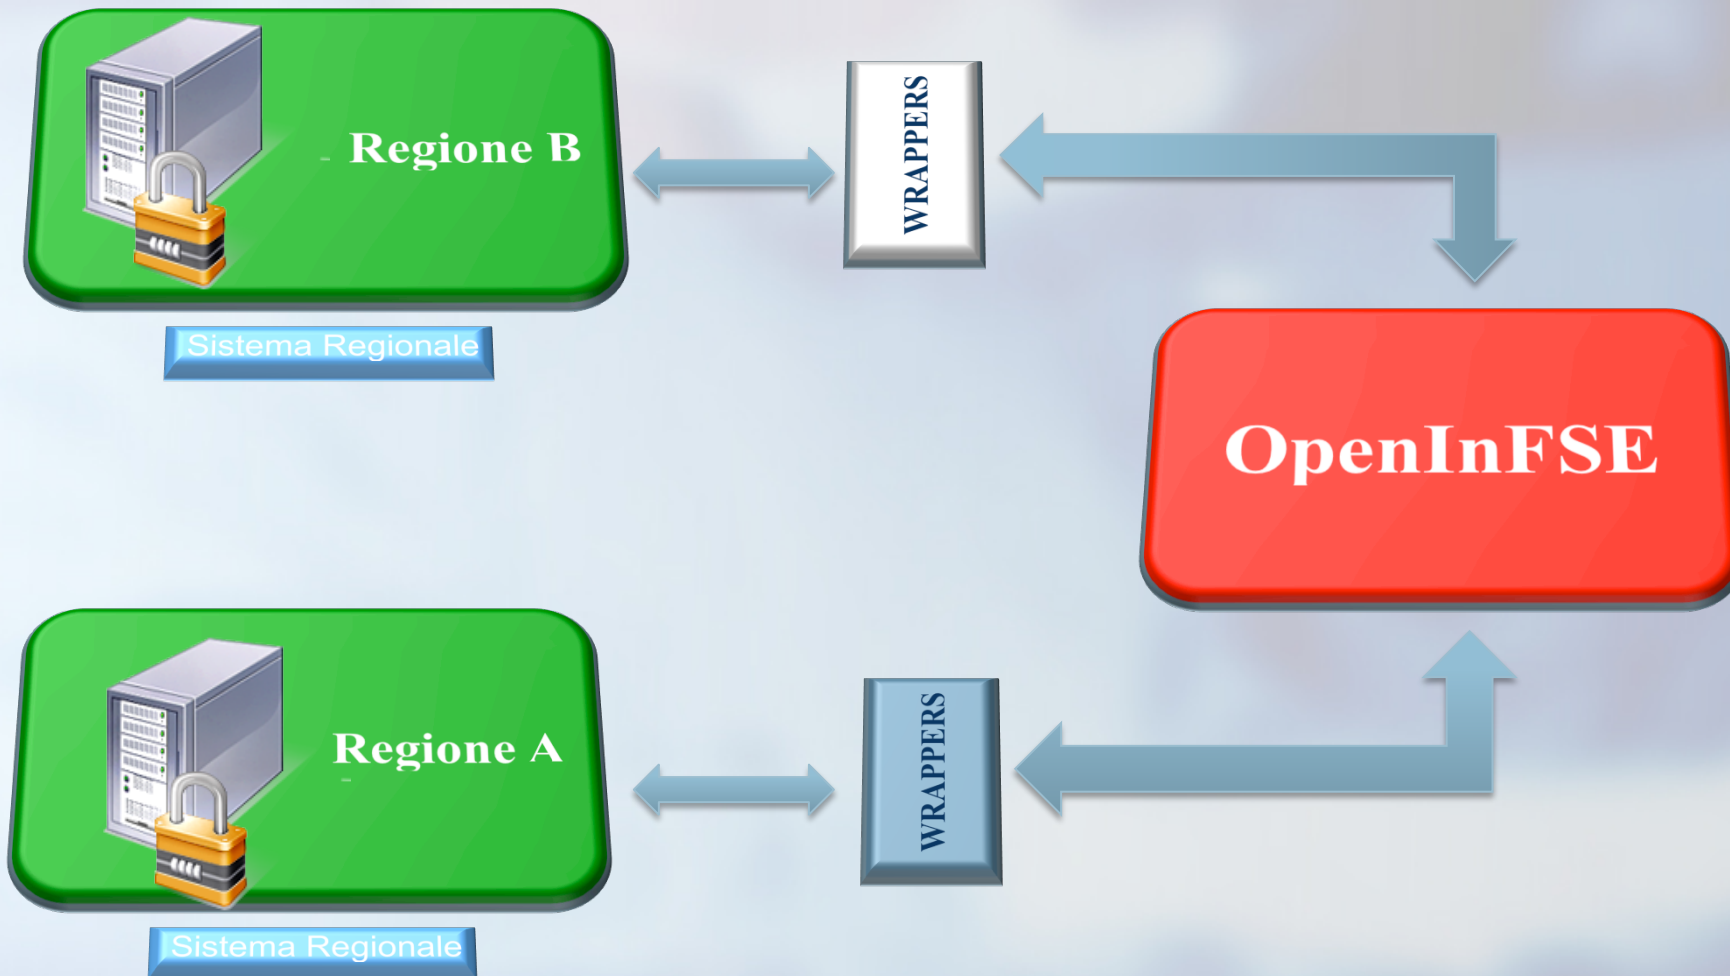 Regione B
WRAPPERS
Sistema Regionale
OpenInFSE
Regione A
WRAPPERS
Sistema Regionale